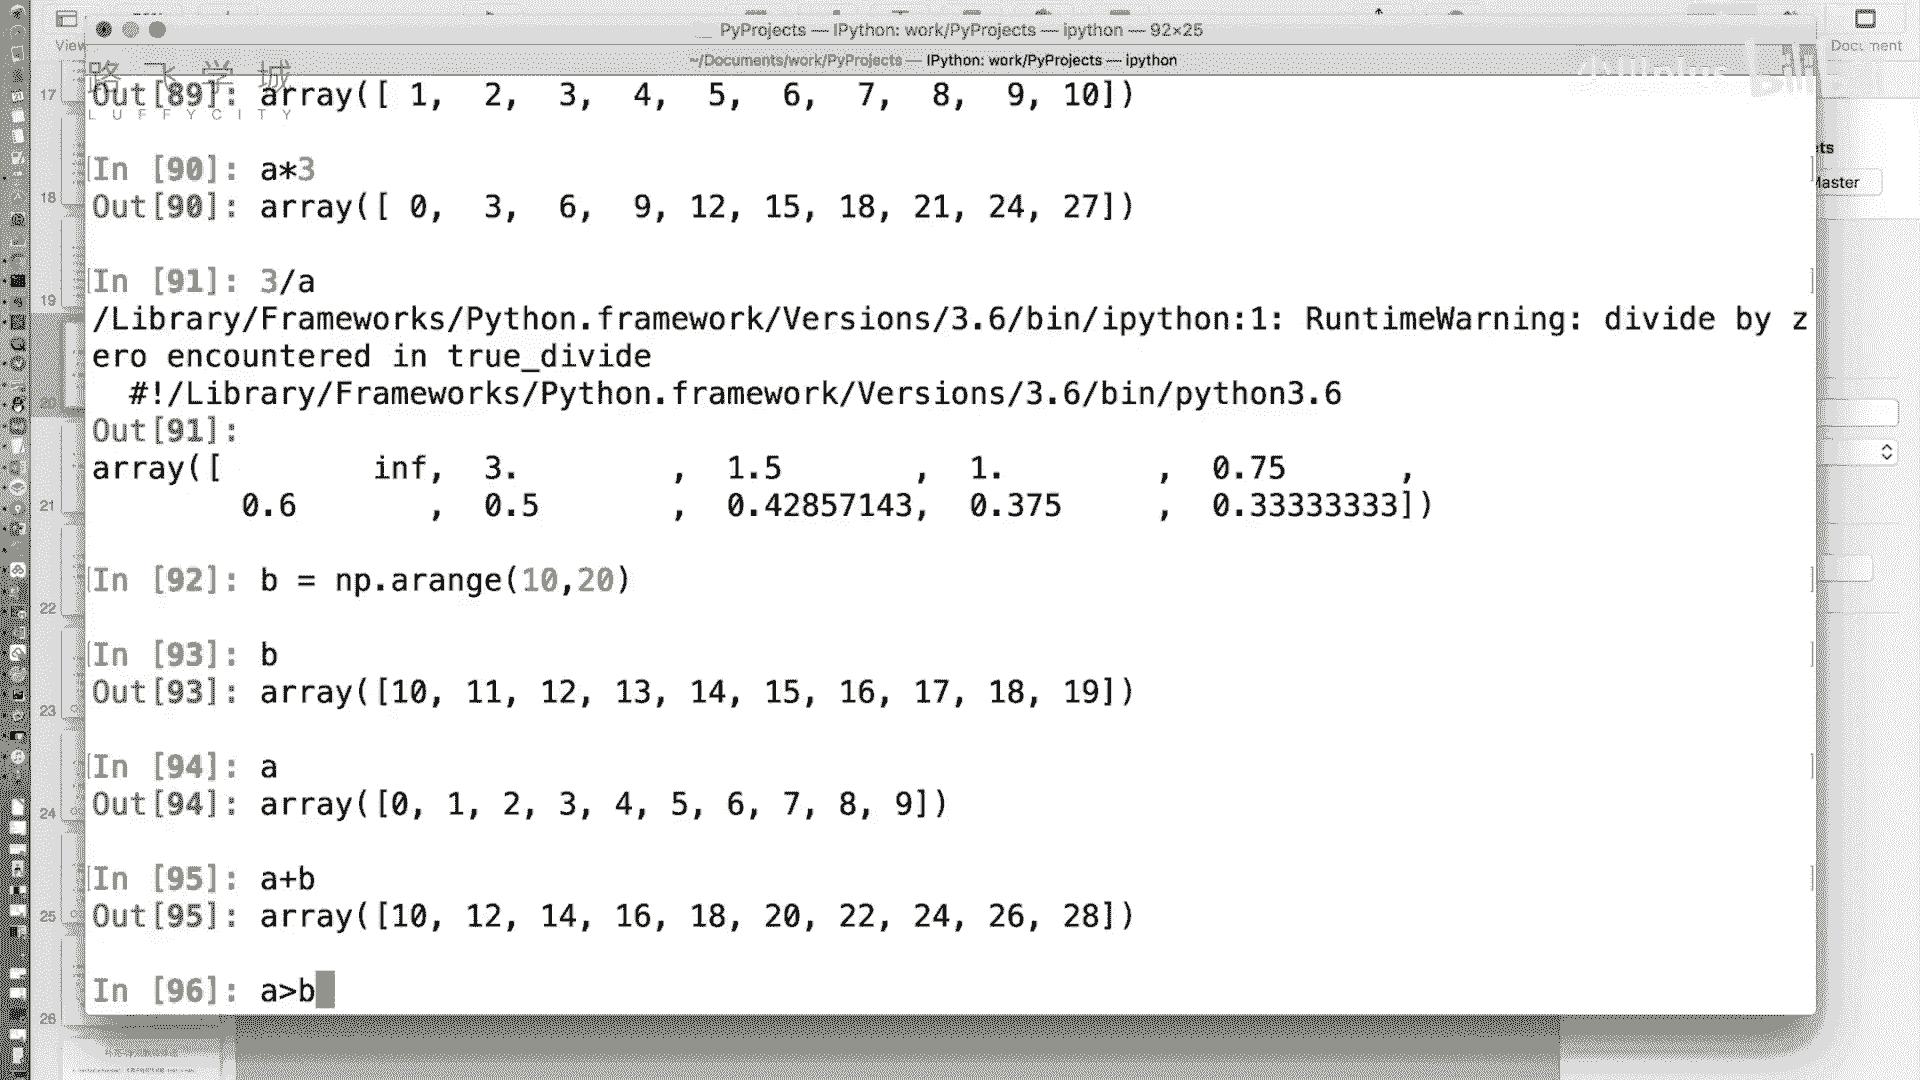 PyProjects — IPython: work/PyProjects — ipython — 92×25
View
Document
~/Documents/work/PyProjects — IPython: work/PyProjects — ipython
路飞学城
LUFFYCITY
Out[89]: array([ 1,  2,  3,  4,  5,  6,  7,  8,  9, 10])
In [90]: a*3
Out[90]: array([ 0,  3,  6,  9, 12, 15, 18, 21, 24, 27])
Master
In [91]: 3/a
/Library/Frameworks/Python.framework/Versions/3.6/bin/ipython:1: RuntimeWarning: divide by z
ero encountered in true_divide
  #!/Library/Frameworks/Python.framework/Versions/3.6/bin/python3.6
Out[91]:
array([        inf,  3.        ,  1.5       ,  1.        ,  0.75      ,
        0.6       ,  0.5       ,  0.42857143,  0.375     ,  0.33333333])
In [92]: b = np.arange(10,20)
In [93]: b
Out[93]: array([10, 11, 12, 13, 14, 15, 16, 17, 18, 19])
In [94]: a
Out[94]: array([0, 1, 2, 3, 4, 5, 6, 7, 8, 9])
In [95]: a+b
Out[95]: array([10, 12, 14, 16, 18, 20, 22, 24, 26, 28])
In [96]: a>b
17
18
19
20
21
22
23
24
25
26